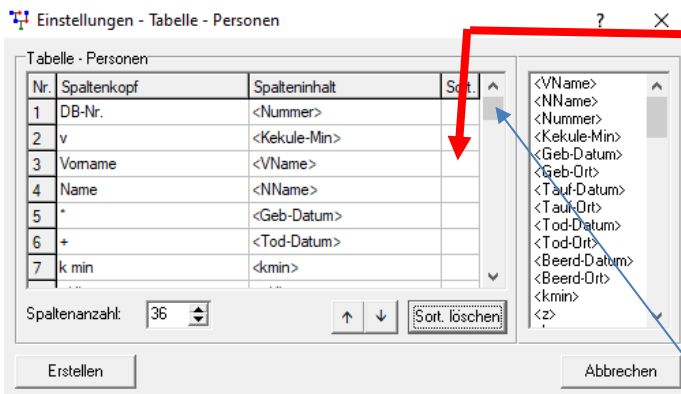 Einstellungen - Tabelle - Personen ? ×
Tabelle - Personen
Nr. Spaltenkopf Spalteninhalt Sort.
1 DB-Nr. <Nummer>
2 v <Kekule-Min>
3 Vorname <VName>
4 Name <NName>
5 * <Geb-Datum>
6 + <Tod-Datum>
7 k min <kmin>
Spaltenanzahl: 36 ↑ ↓ Sort. löschen
<VName>
<NName>
<Nummer>
<Kekule-Min>
<Geb-Datum>
<Geb-Ort>
<Tauf-Datum>
<Tauf-Ort>
<Tod-Datum>
<Tod-Ort>
<Beerd-Datum>
<Beerd-Ort>
<kmin>
<z>
Erstellen Abbrechen